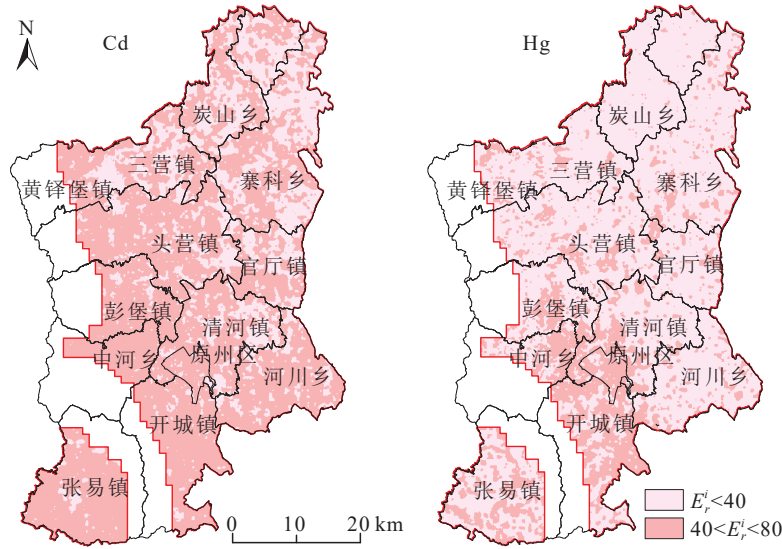 N
Cd
炭山乡
三营镇
黄铎堡镇
寨科乡
头营镇
官厅镇
彭堡镇
清河镇
中河乡
原州区
河川乡
开城镇
张易镇
0 10 20 km
Hg
炭山乡
三营镇
黄铎堡镇
寨科乡
头营镇
官厅镇
彭堡镇
清河镇
中河乡
原州区
河川乡
开城镇
张易镇
E_r^i<40
40<E_r^i<80